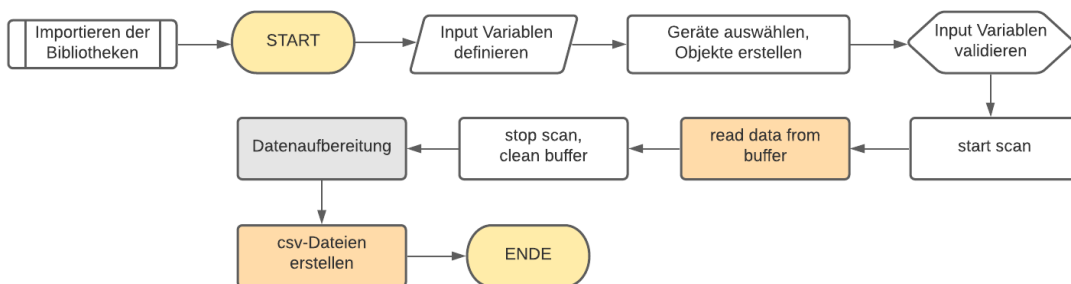 Importieren der
Bibliotheken
START
Input Variablen
definieren
Geräte auswählen,
Objekte erstellen
Input Variablen
validieren
start scan
read data from
buffer
stop scan,
clean buffer
Datenaufbereitung
csv-Dateien
erstellen
ENDE